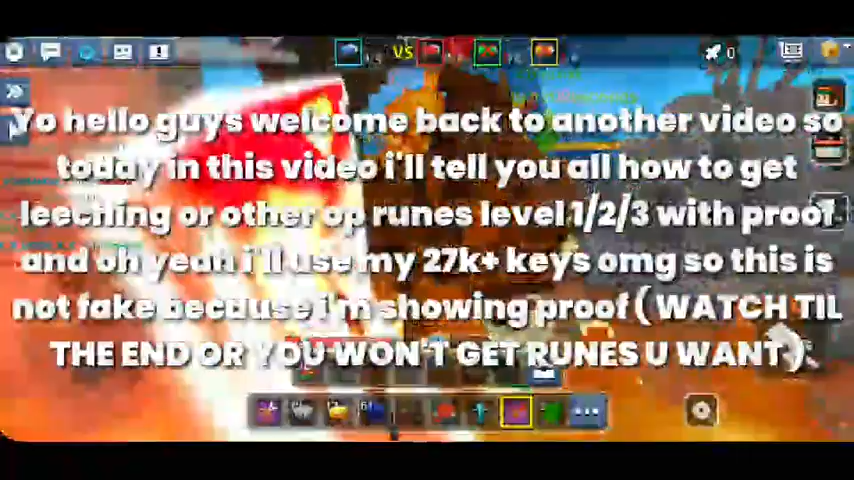 VS
0
Yo hello guys welcome back to another video so
today in this video i'll tell you all how to get
leeching or other op runes level 1/2/3 with proof
and oh yeah i'll use my 27k+ keys omg so this is
not fake because i'm showing proof ( WATCH TIL
THE END OR YOU WON'T GET RUNES U WANT ).